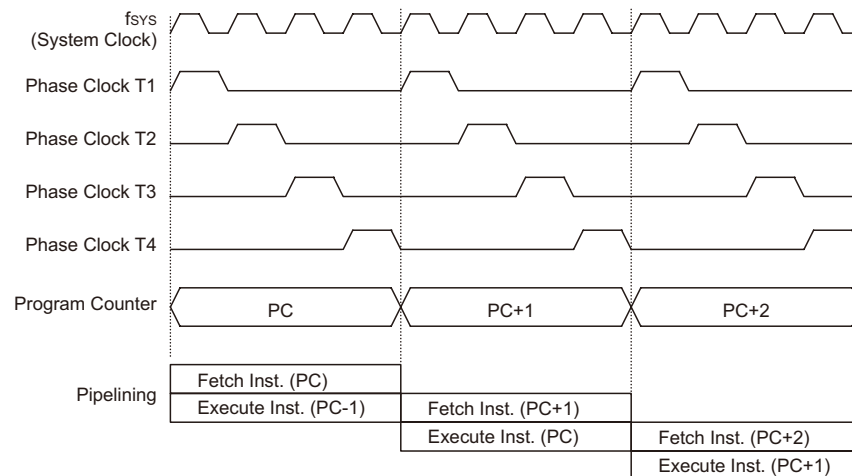 fSYS
(System Clock)
Phase Clock T1
Phase Clock T2
Phase Clock T3
Phase Clock T4
Program Counter
PC
PC+1
PC+2
Pipelining
Fetch Inst. (PC)
Execute Inst. (PC-1)
Fetch Inst. (PC+1)
Execute Inst. (PC)
Fetch Inst. (PC+2)
Execute Inst. (PC+1)